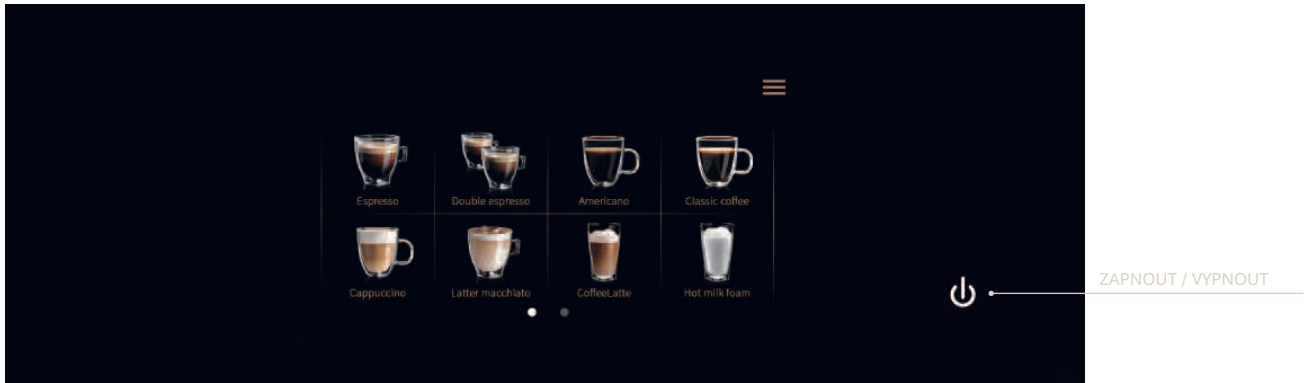 Espresso Double espresso Americano Classic coffee
Cappuccino Latter macchiato CoffeeLatte Hot milk foam
ZAPNOUT / VYPNOUT